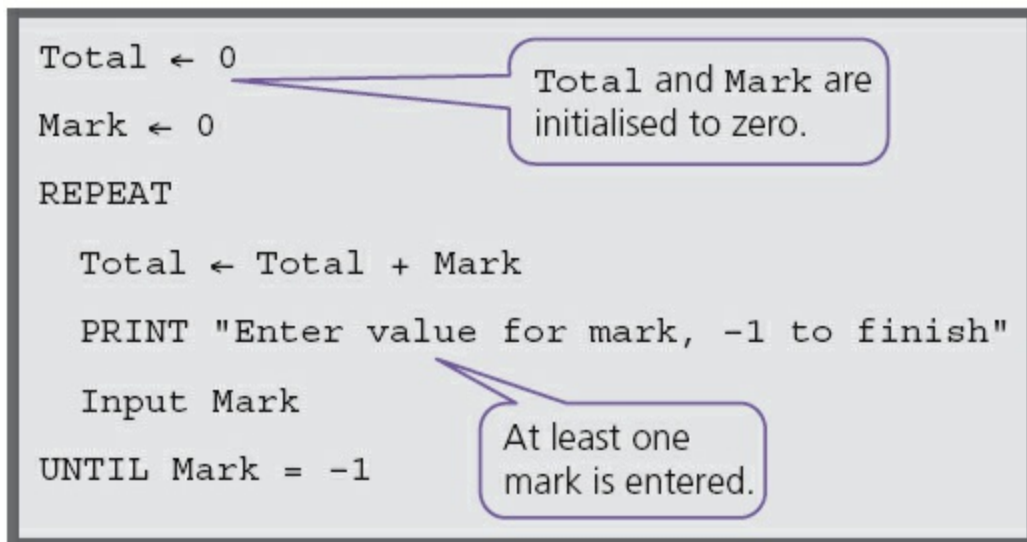 Total ← 0
Total and Mark are
initialised to zero.
Mark ← 0
REPEAT
Total ← Total + Mark
PRINT "Enter value for mark, -1 to finish"
Input Mark
At least one
mark is entered.
UNTIL Mark = -1